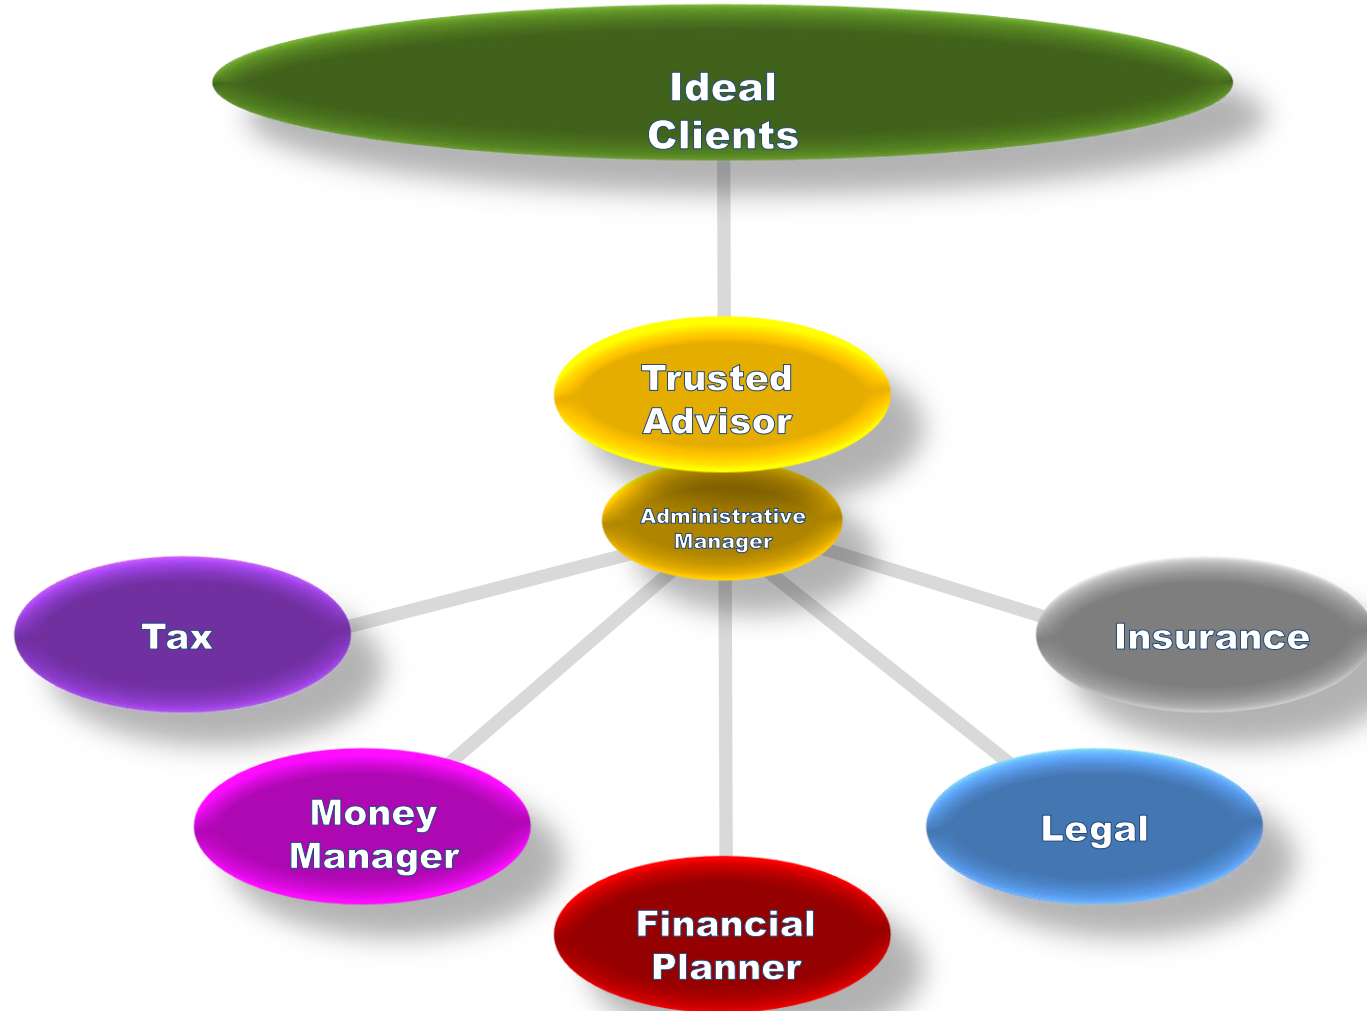 Ideal
Clients
Trusted
Advisor
Administrative
Manager
Tax
Insurance
Money
Manager
Legal
Financial
Planner